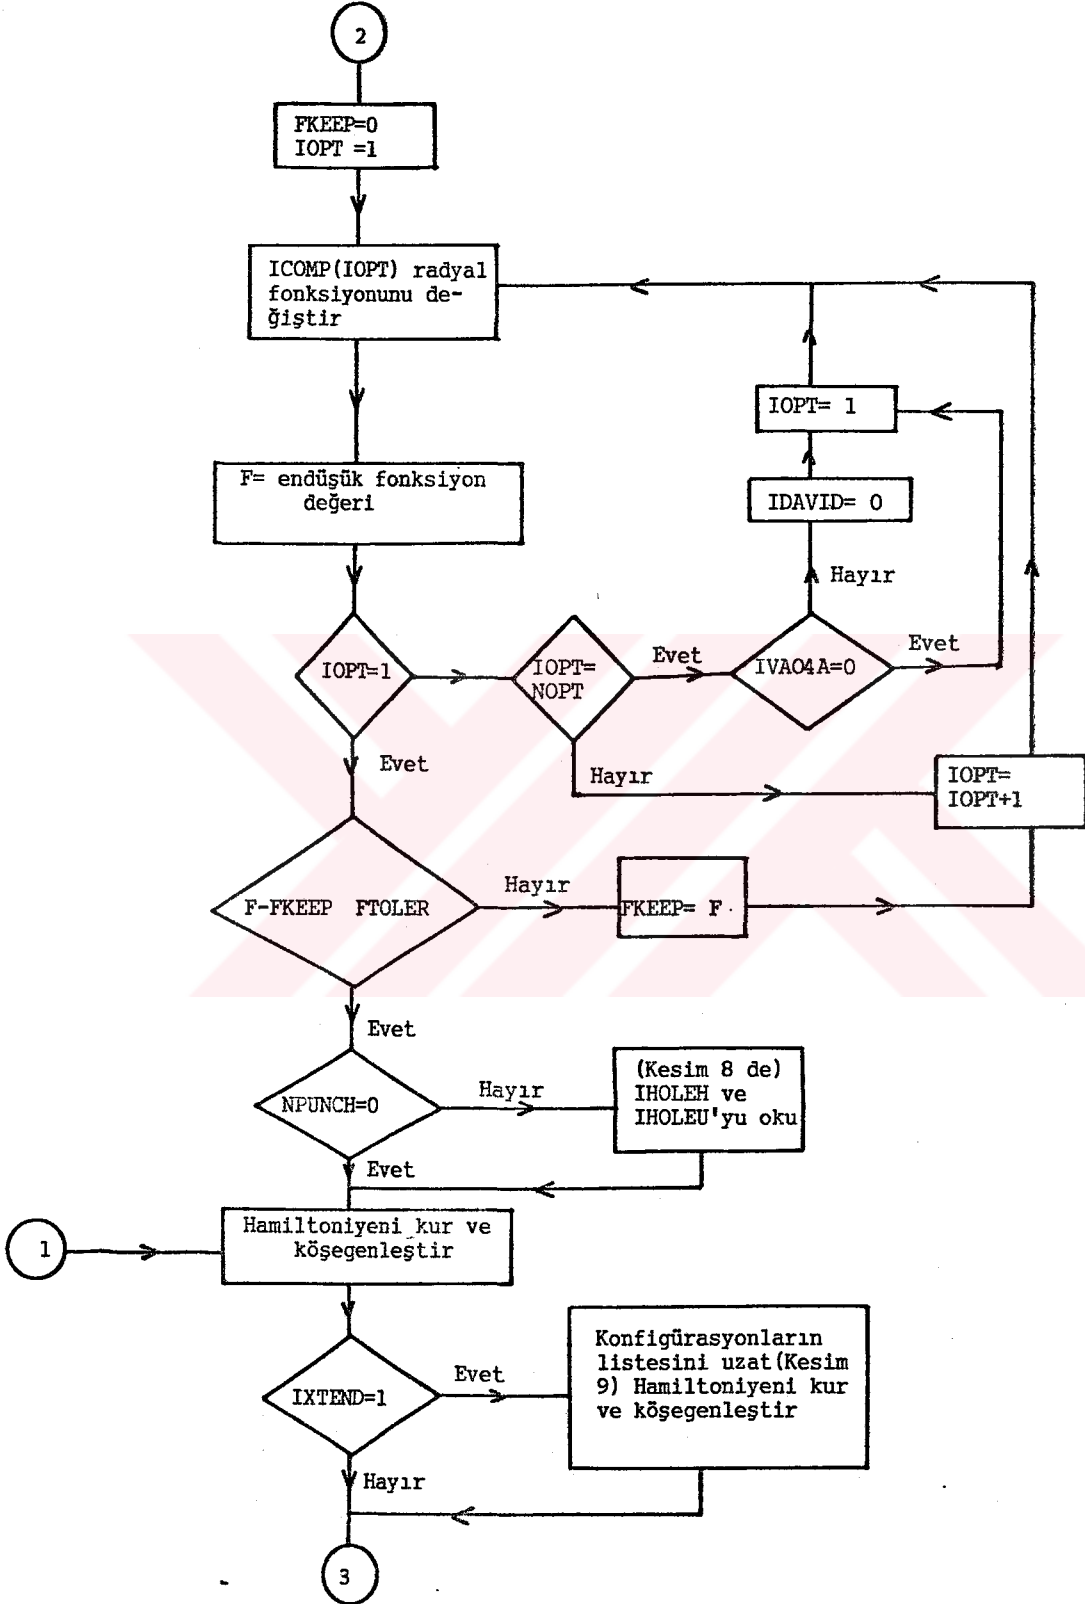 2
FKEEP=0
IOPT =1
ICOMP(IOPT) radyal
fonksiyonunu de-
ğiştir
IOPT= 1
F= endüşük fonksiyon
değeri
IDAVID= 0
Hayır
IOPT=1
IOPT=
NOPT
Evet
IVA04A=0
Evet
Evet
Hayır
IOPT=
IOPT+1
F-FKEEP FTOLER
Hayır
FKEEP= F
Evet
NPUNCH=0
Hayır
(Kesim 8 de)
IHOLEH ve
IHOLEU'yu oku
Evet
1
Hamiltoniyeni kur ve
köşegenleştir
IXTEND=1
Evet
Konfigürasyonların
listesini uzat(Kesim
9) Hamiltoniyeni kur
ve köşegenleştir
Hayır
3